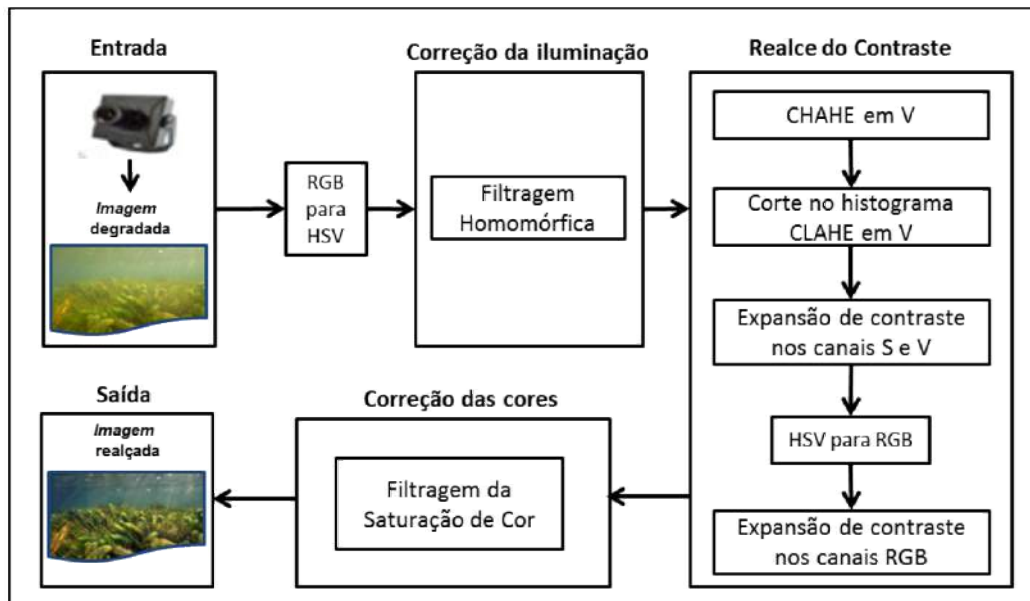 Entrada
Imagem
degradada
RGB
para
HSV
Correção da iluminação
Filtragem
Homomórfica
Realce do Contraste
CHAHE em V
Corte no histograma
CLAHE em V
Expansão de contraste
nos canais S e V
HSV para RGB
Expansão de contraste
nos canais RGB
Correção das cores
Filtragem da
Saturação de Cor
Saída
Imagem
realçada